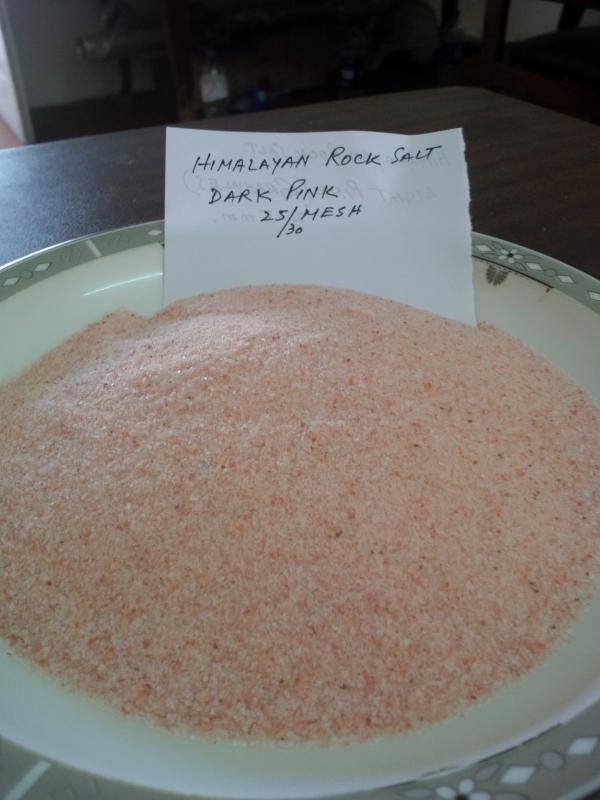 HIMALAYAN ROCK SALT
DARK PINK
25/MESH
/30